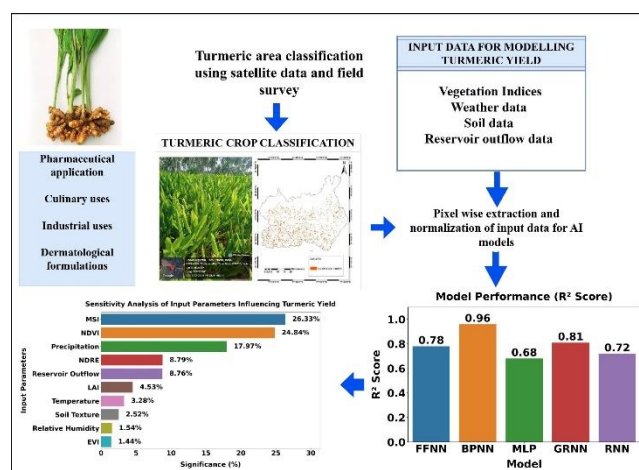 Turmeric area classification
using satellite data and field
survey
INPUT DATA FOR MODELLING
TURMERIC YIELD
Vegetation Indices
Weather data
Soil data
Reservoir outflow data
Pharmaceutical
application
Culinary uses
Industrial uses
Dermatological
formulations
TURMERIC CROP CLASSIFICATION
Pixel wise extraction and
normalization of input data for AI
models
Sensitivity Analysis of Input Parameters Influencing Turmeric Yield
Input Parameters
MSI 26.33%
NDVI 24.84%
Precipitation 17.97%
NDRE 8.79%
Reservoir Outflow 8.76%
LAI 4.53%
Temperature 3.28%
Soil Texture 2.52%
Relative Humidity 1.54%
EVI 1.44%
0 5 10 15 20 25 30
Significance (%)
Model Performance (R² Score)
R² Score
1.0
0.8
0.6
0.4
0.2
0.0
0.78 0.96 0.68 0.81 0.72
FFNN BPNN MLP GRNN RNN
Model